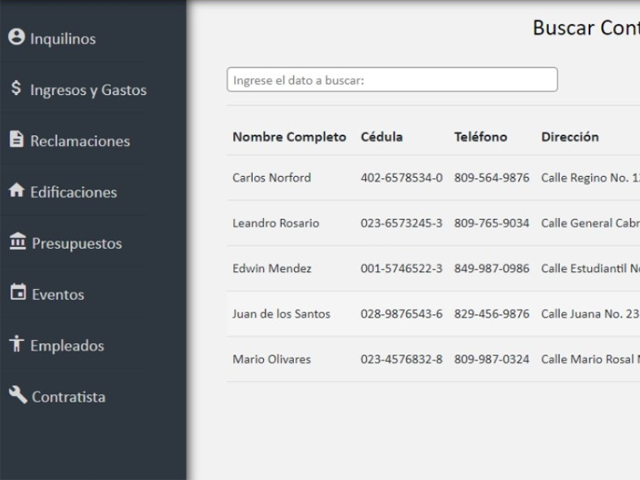 Buscar Cont
Inquilinos
Ingresos y Gastos
Reclamaciones
Edificaciones
Presupuestos
Eventos
Empleados
Contratista
Ingrese el dato a buscar:
Nombre Completo Cédula Teléfono Dirección
Carlos Norford 402-6578534-0 809-564-9876 Calle Regino No. 12
Leandro Rosario 023-6573245-3 809-765-9034 Calle General Cabr
Edwin Mendez 001-5746522-3 849-987-0986 Calle Estudiantil No
Juan de los Santos 028-9876543-6 829-456-9876 Calle Juana No. 23
Mario Olivares 023-4576832-8 809-987-0324 Calle Mario Rosal N